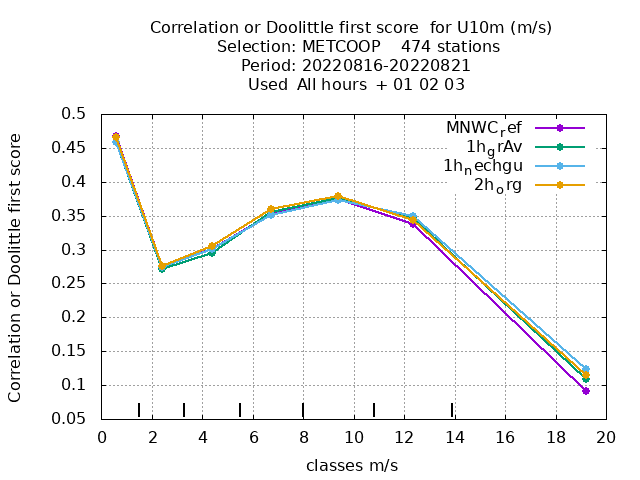 Correlation or Doolittle first score  for U10m (m/s)
Selection: METCOOP    474 stations
Period: 20220816-20220821
Used  All hours  + 01 02 03
Correlation or Doolittle first score
0.5
0.45
0.4
0.35
0.3
0.25
0.2
0.15
0.1
0.05
MNWC_ref
1h_grAv
1h_nechgu
2h_org
0 2 4 6 8 10 12 14 16 18 20
classes m/s